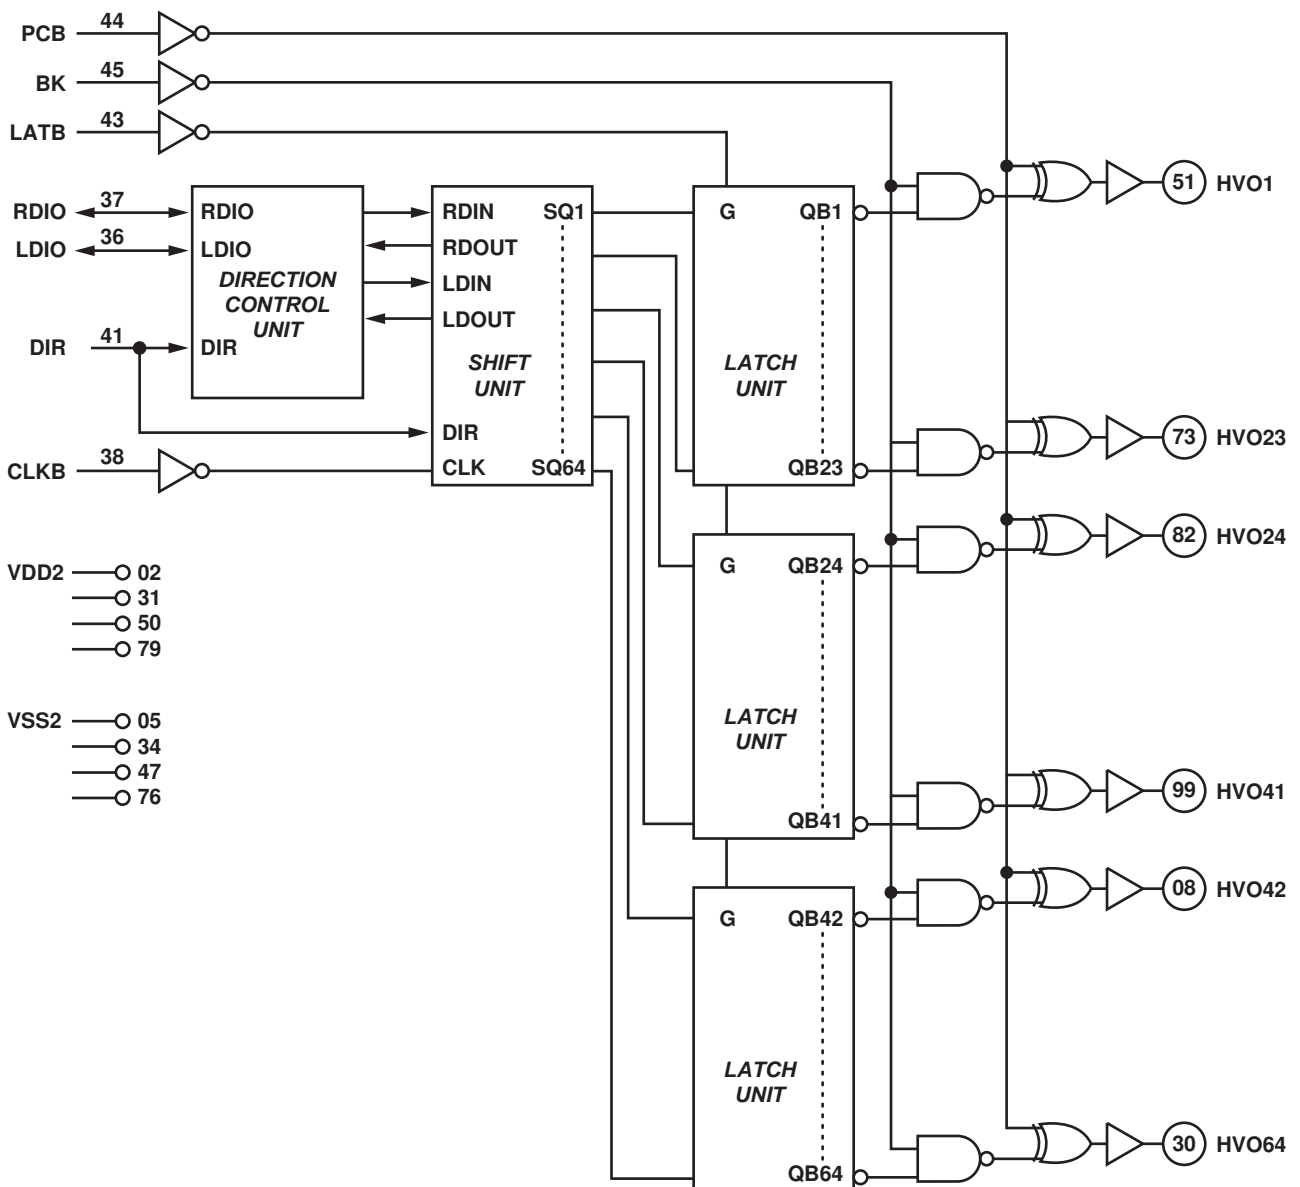 PCB 44
BK 45
LATB 43
RDIO 37
LDIO 36
DIR 41
CLKB 38
RDIO
LDIO
DIRECTION
CONTROL
UNIT
DIR
RDIN
RDOUT
LDIN
LDOUT
SHIFT
UNIT
DIR
CLK
SQ1
SQ64
G QB1
LATCH
UNIT
QB23
G QB24
LATCH
UNIT
QB41
G QB42
LATCH
UNIT
QB64
51 HVO1
73 HVO23
82 HVO24
99 HVO41
08 HVO42
30 HVO64
VDD2 02
31
50
79
VSS2 05
34
47
76